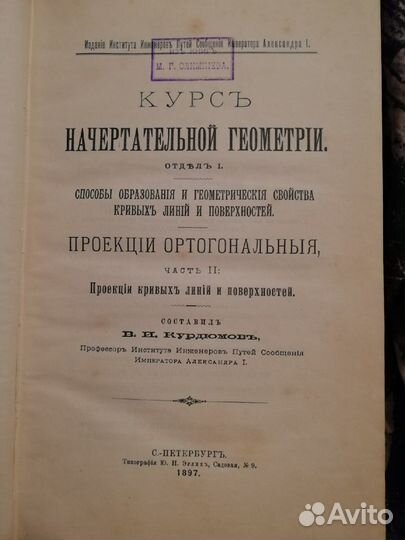 Изданіе Института Инженеровъ Путей Сообщенія Императора Александра I.
М. Г.
КУРСЪ
НАЧЕРТАТЕЛЬНОЙ ГЕОМЕТРІИ.
ОТДѢЛЪ I.
СПОСОБЫ ОБРАЗОВАНІЯ И ГЕОМЕТРИЧЕСКІЯ СВОЙСТВА
КРИВЫХЪ ЛИНІЙ И ПОВЕРХНОСТЕЙ.
ПРОЕКЦІИ ОРТОГОНАЛЬНЫЯ,
ЧАСТЬ II:
Проекціи кривыхъ линій и поверхностей.
СОСТАВИЛЪ
В. И. Курдюмовъ,
Профессоръ Института Инженеровъ Путей Сообщенія
Императора Александра I.
С.-ПЕТЕРБУРГЪ.
Типографія Ю. Н. Эрлихъ, Садовая, № 9.
1897.
Avito